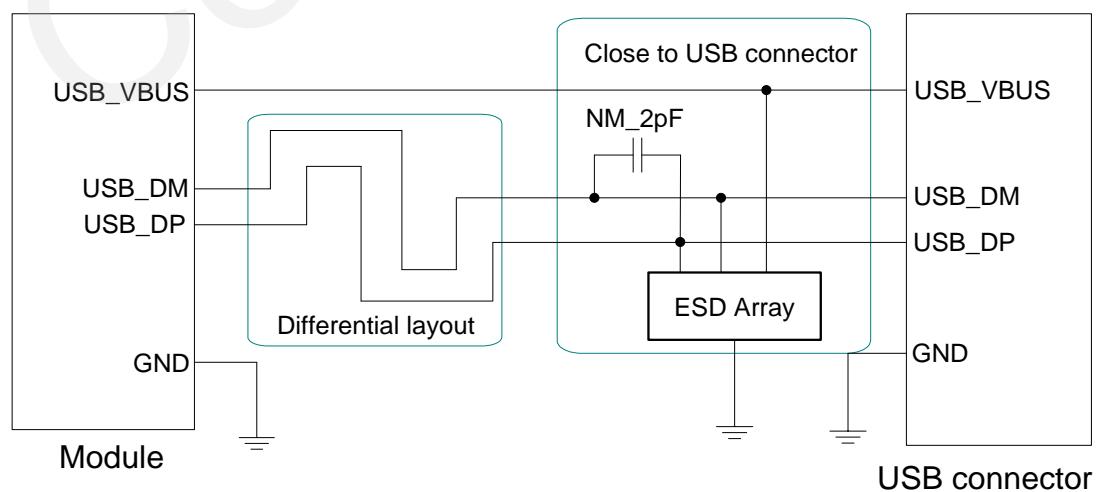 Close to USB connector
USB_VBUS
USB_VBUS
NM_2pF
USB_DM
USB_DM
USB_DP
USB_DP
ESD Array
Differential layout
GND
GND
Module
USB connector